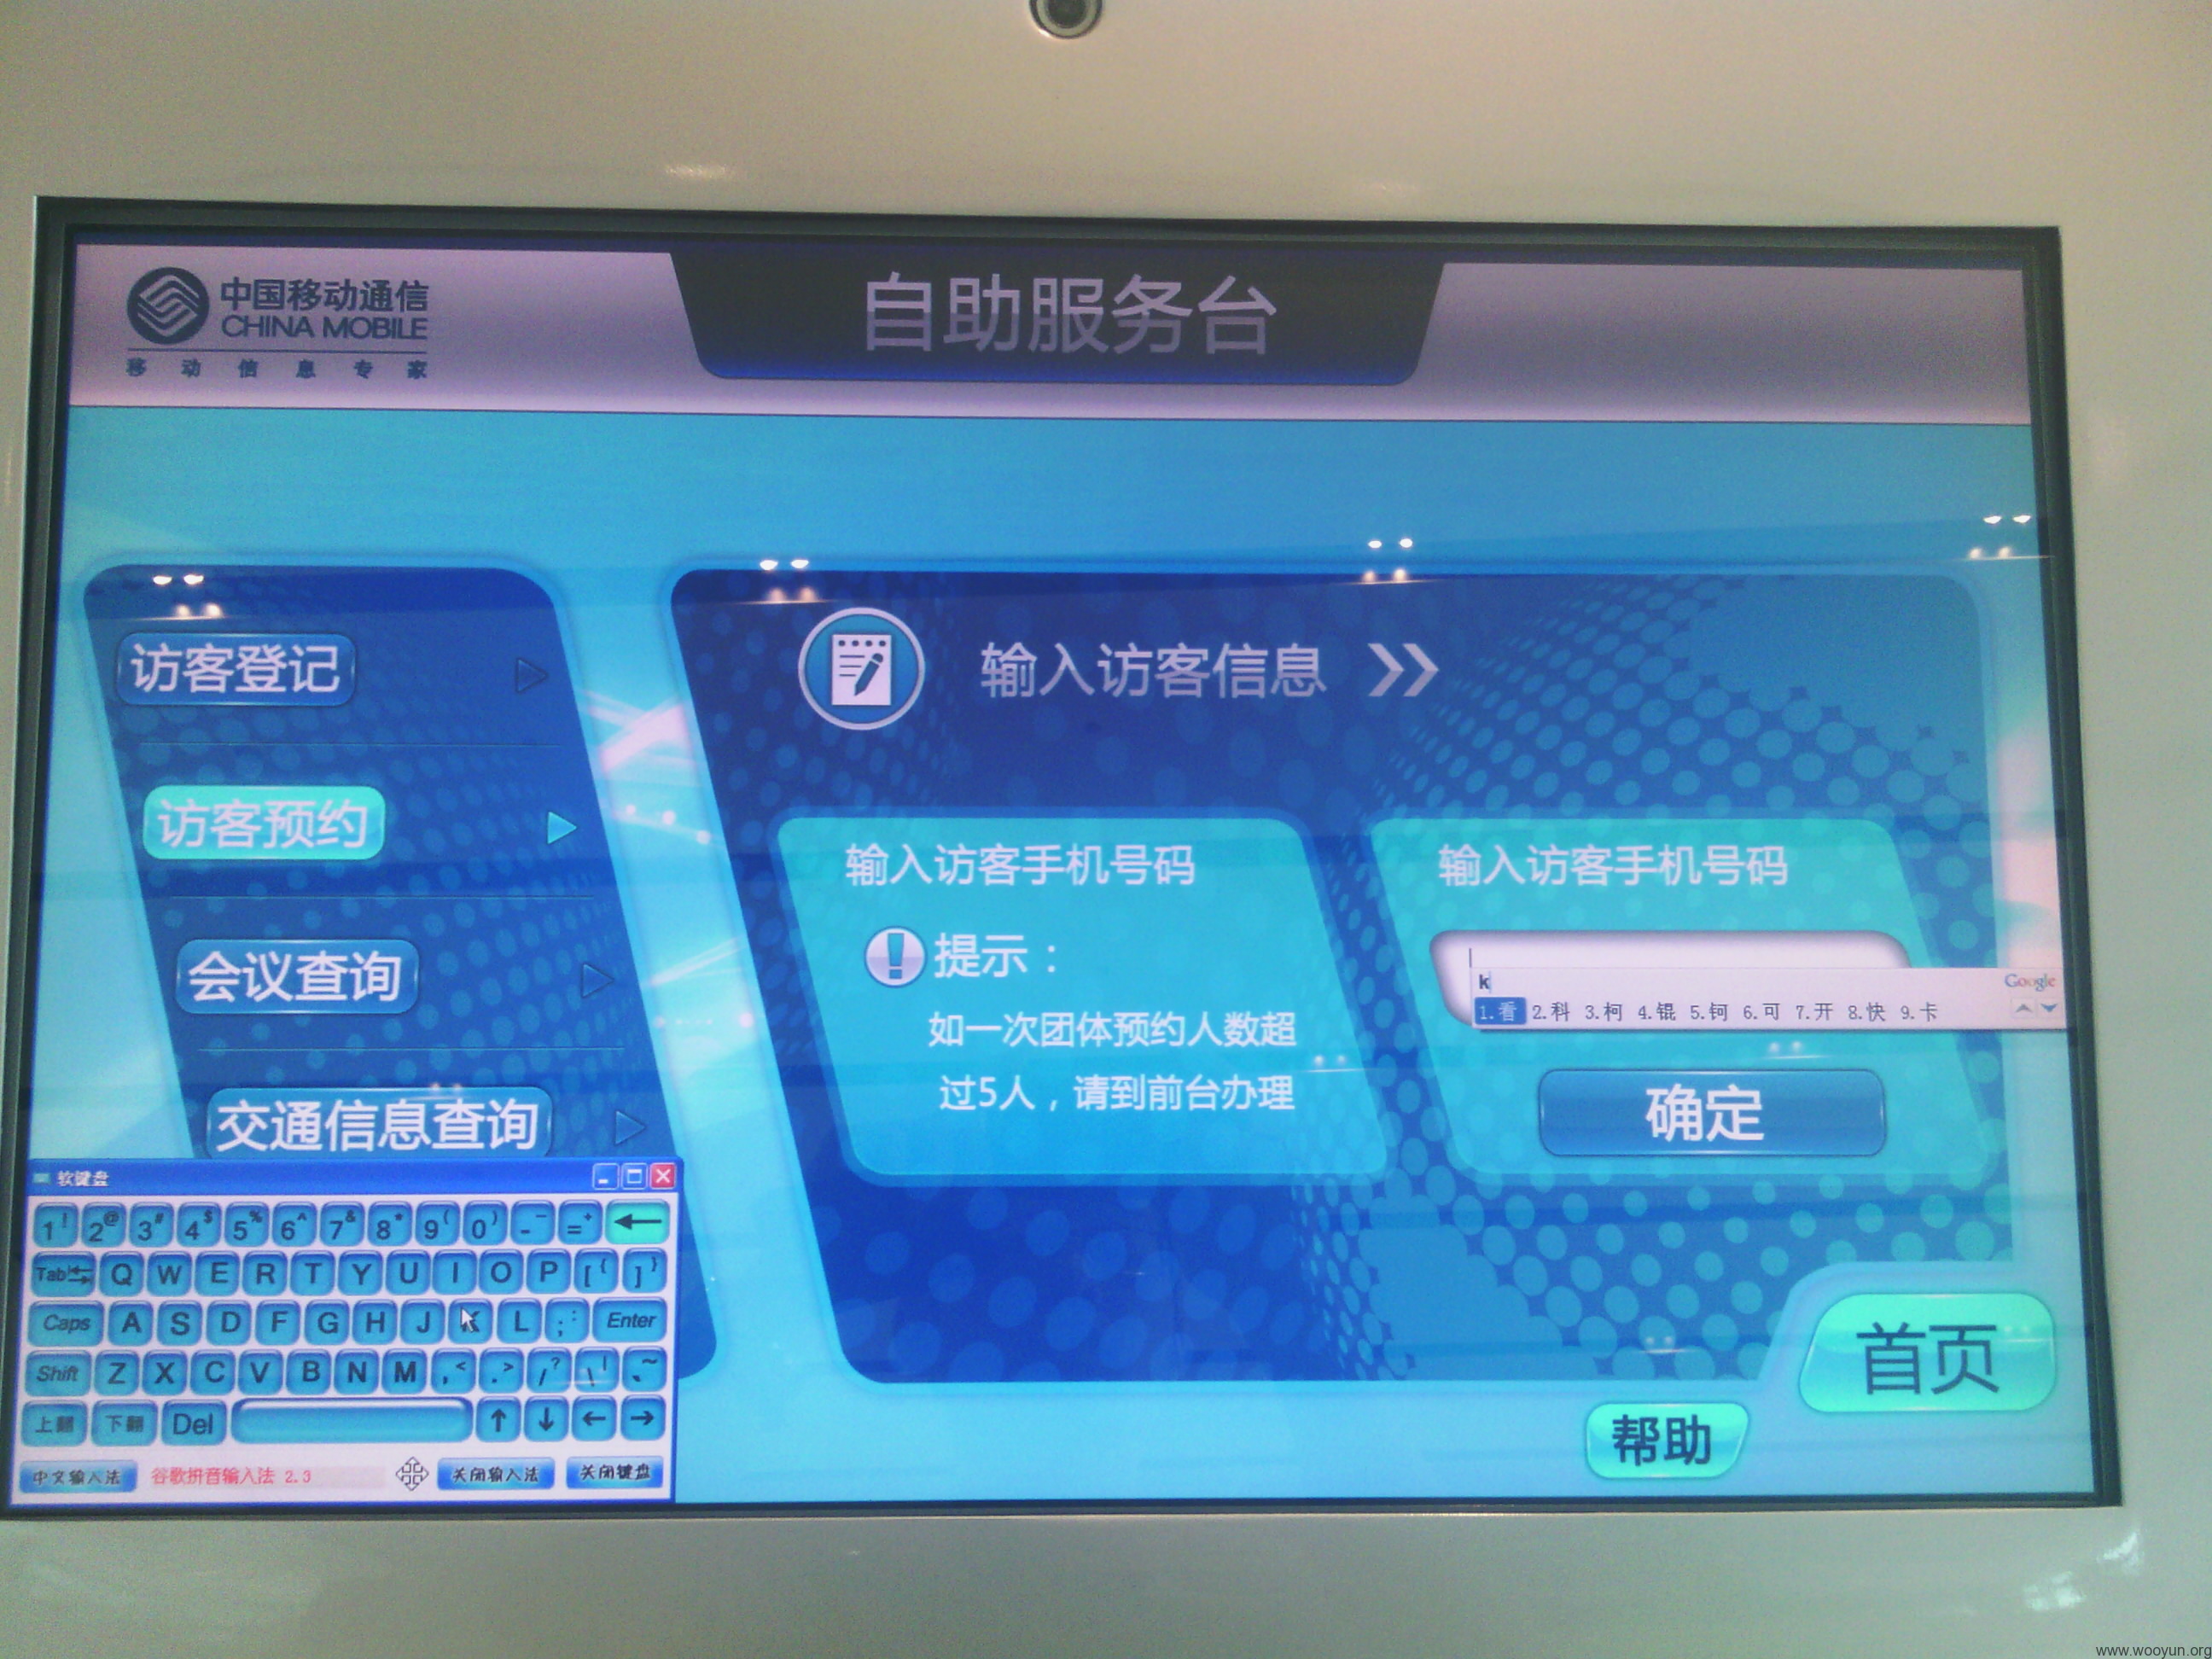 中国移动通信
CHINA MOBILE
移动信息专家
自助服务台
访客登记
访客预约
会议查询
交通信息查询
输入访客信息
输入访客手机号码
提示：
如一次团体预约人数超
过5人，请到前台办理
输入访客手机号码
k
Google
1.看 2.科 3.柯 4.锟 5.钶 6.可 7.开 8.快 9.卡
确定
首页
帮助
软键盘
1! 2@ 3# 4$ 5% 6^ 7& 8* 9( 0) -_ =+ ←
Tab Q W E R T Y U I O P [{ ]}
Caps A S D F G H J K L ;: Enter
Shift Z X C V B N M ,< .> /? \| `~
上翻 下翻 Del ↑ ↓ ← →
中文输入法 谷歌拼音输入法 2.3 关闭输入法 关闭键盘
www.wooyun.org